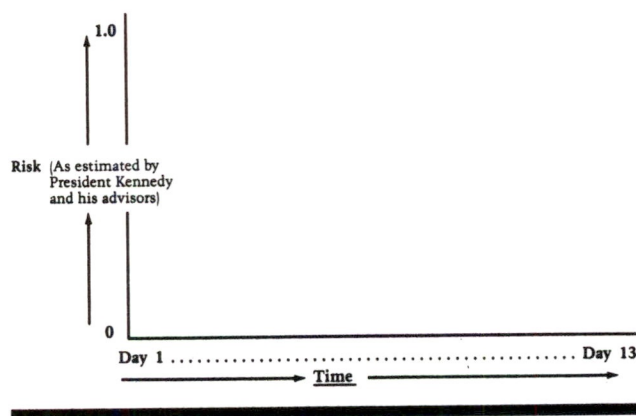 1.0
Risk (As estimated by
President Kennedy
and his advisors)
0
Day 1 . . . . . . . . . . . . . . . . . . . . . . . . . . . . . . . . . . . . . . . . . . . . . . . . . Day 13
Time